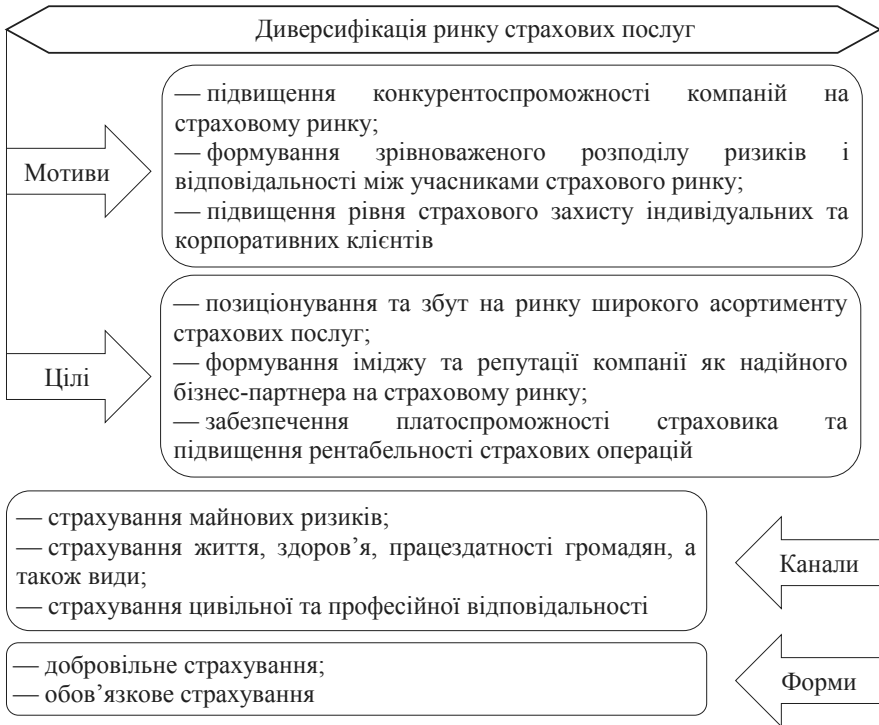 Диверсифікація ринку страхових послуг
Мотиви
— підвищення конкурентоспроможності компаній на
страховому ринку;
— формування зрівноваженого розподілу ризиків і
відповідальності між учасниками страхового ринку;
— підвищення рівня страхового захисту індивідуальних та
корпоративних клієнтів
Цілі
— позиціонування та збут на ринку широкого асортименту
страхових послуг;
— формування іміджу та репутації компанії як надійного
бізнес-партнера на страховому ринку;
— забезпечення платоспроможності страховика та
підвищення рентабельності страхових операцій
— страхування майнових ризиків;
— страхування життя, здоров’я, працездатності громадян, а
також види;
— страхування цивільної та професійної відповідальності
Канали
— добровільне страхування;
— обов’язкове страхування
Форми